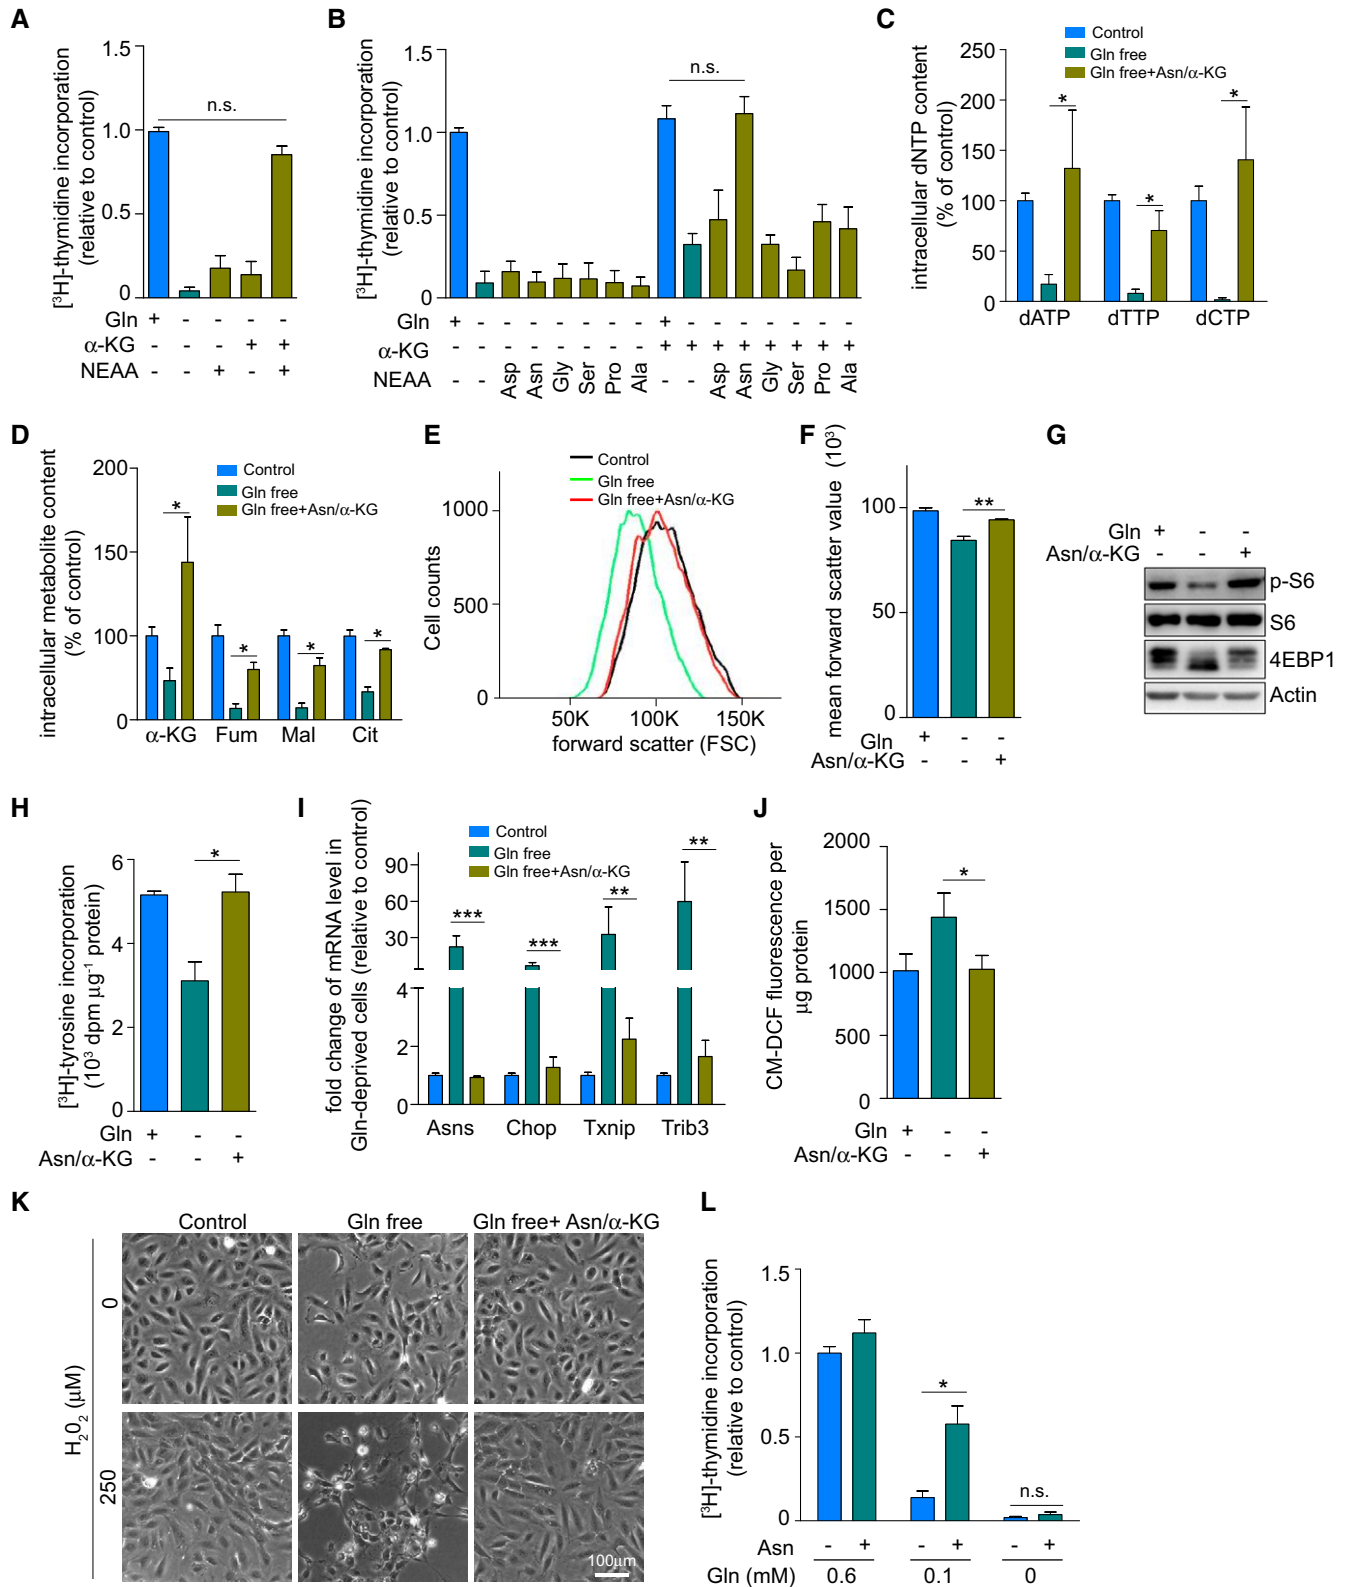 A
[³H]-thymidine incorporation
(relative to control)
1.5
1.0
0.5
0
n.s.
Gln + - - - -
α-KG - - - + +
NEAA - - + - +
B
[³H]-thymidine incorporation
(relative to control)
1.5
1.0
0.5
0
n.s.
Gln + - - - - - - - + - - - - - - -
α-KG - - - - - - - - + + + + + + + +
NEAA - - Asp Asn Gly Ser Pro Ala - - Asp Asn Gly Ser Pro Ala
C
Control
Gln free
Gln free+Asn/α-KG
intracellular dNTP content
(% of control)
250
200
150
100
50
0
* * *
dATP dTTP dCTP
D
Control
Gln free
Gln free+Asn/α-KG
intracellular metabolite content
(% of control)
200
150
100
0
* * * *
α-KG Fum Mal Cit
E
Control
Gln free
Gln free+Asn/α-KG
Cell counts
1000
500
0
50K 100K 150K
forward scatter (FSC)
F
mean forward scatter value (10³)
100
50
0
**
Gln + - -
Asn/α-KG - - +
G
Gln + - -
Asn/α-KG - - +
p-S6
S6
4EBP1
Actin
H
[³H]-tyrosine incorporation
(10³ dpm μg⁻¹ protein)
6
4
2
0
*
Gln + - -
Asn/α-KG - - +
I
Control
Gln free
Gln free+Asn/α-KG
fold change of mRNA level in
Gln-deprived cells (relative to control)
90
60
30
4
2
0
*** *** ** **
Asns Chop Txnip Trib3
J
CM-DCF fluorescence per
μg protein
2000
1500
1000
500
0
*
Gln + - -
Asn/α-KG - - +
K
Control Gln free Gln free+ Asn/α-KG
H₂0₂ (μM)
0
250
100μm
L
[³H]-thymidine incorporation
(relative to control)
1.5
1.0
0.5
0
*
n.s.
Asn - + - + - +
Gln (mM) 0.6 0.1 0